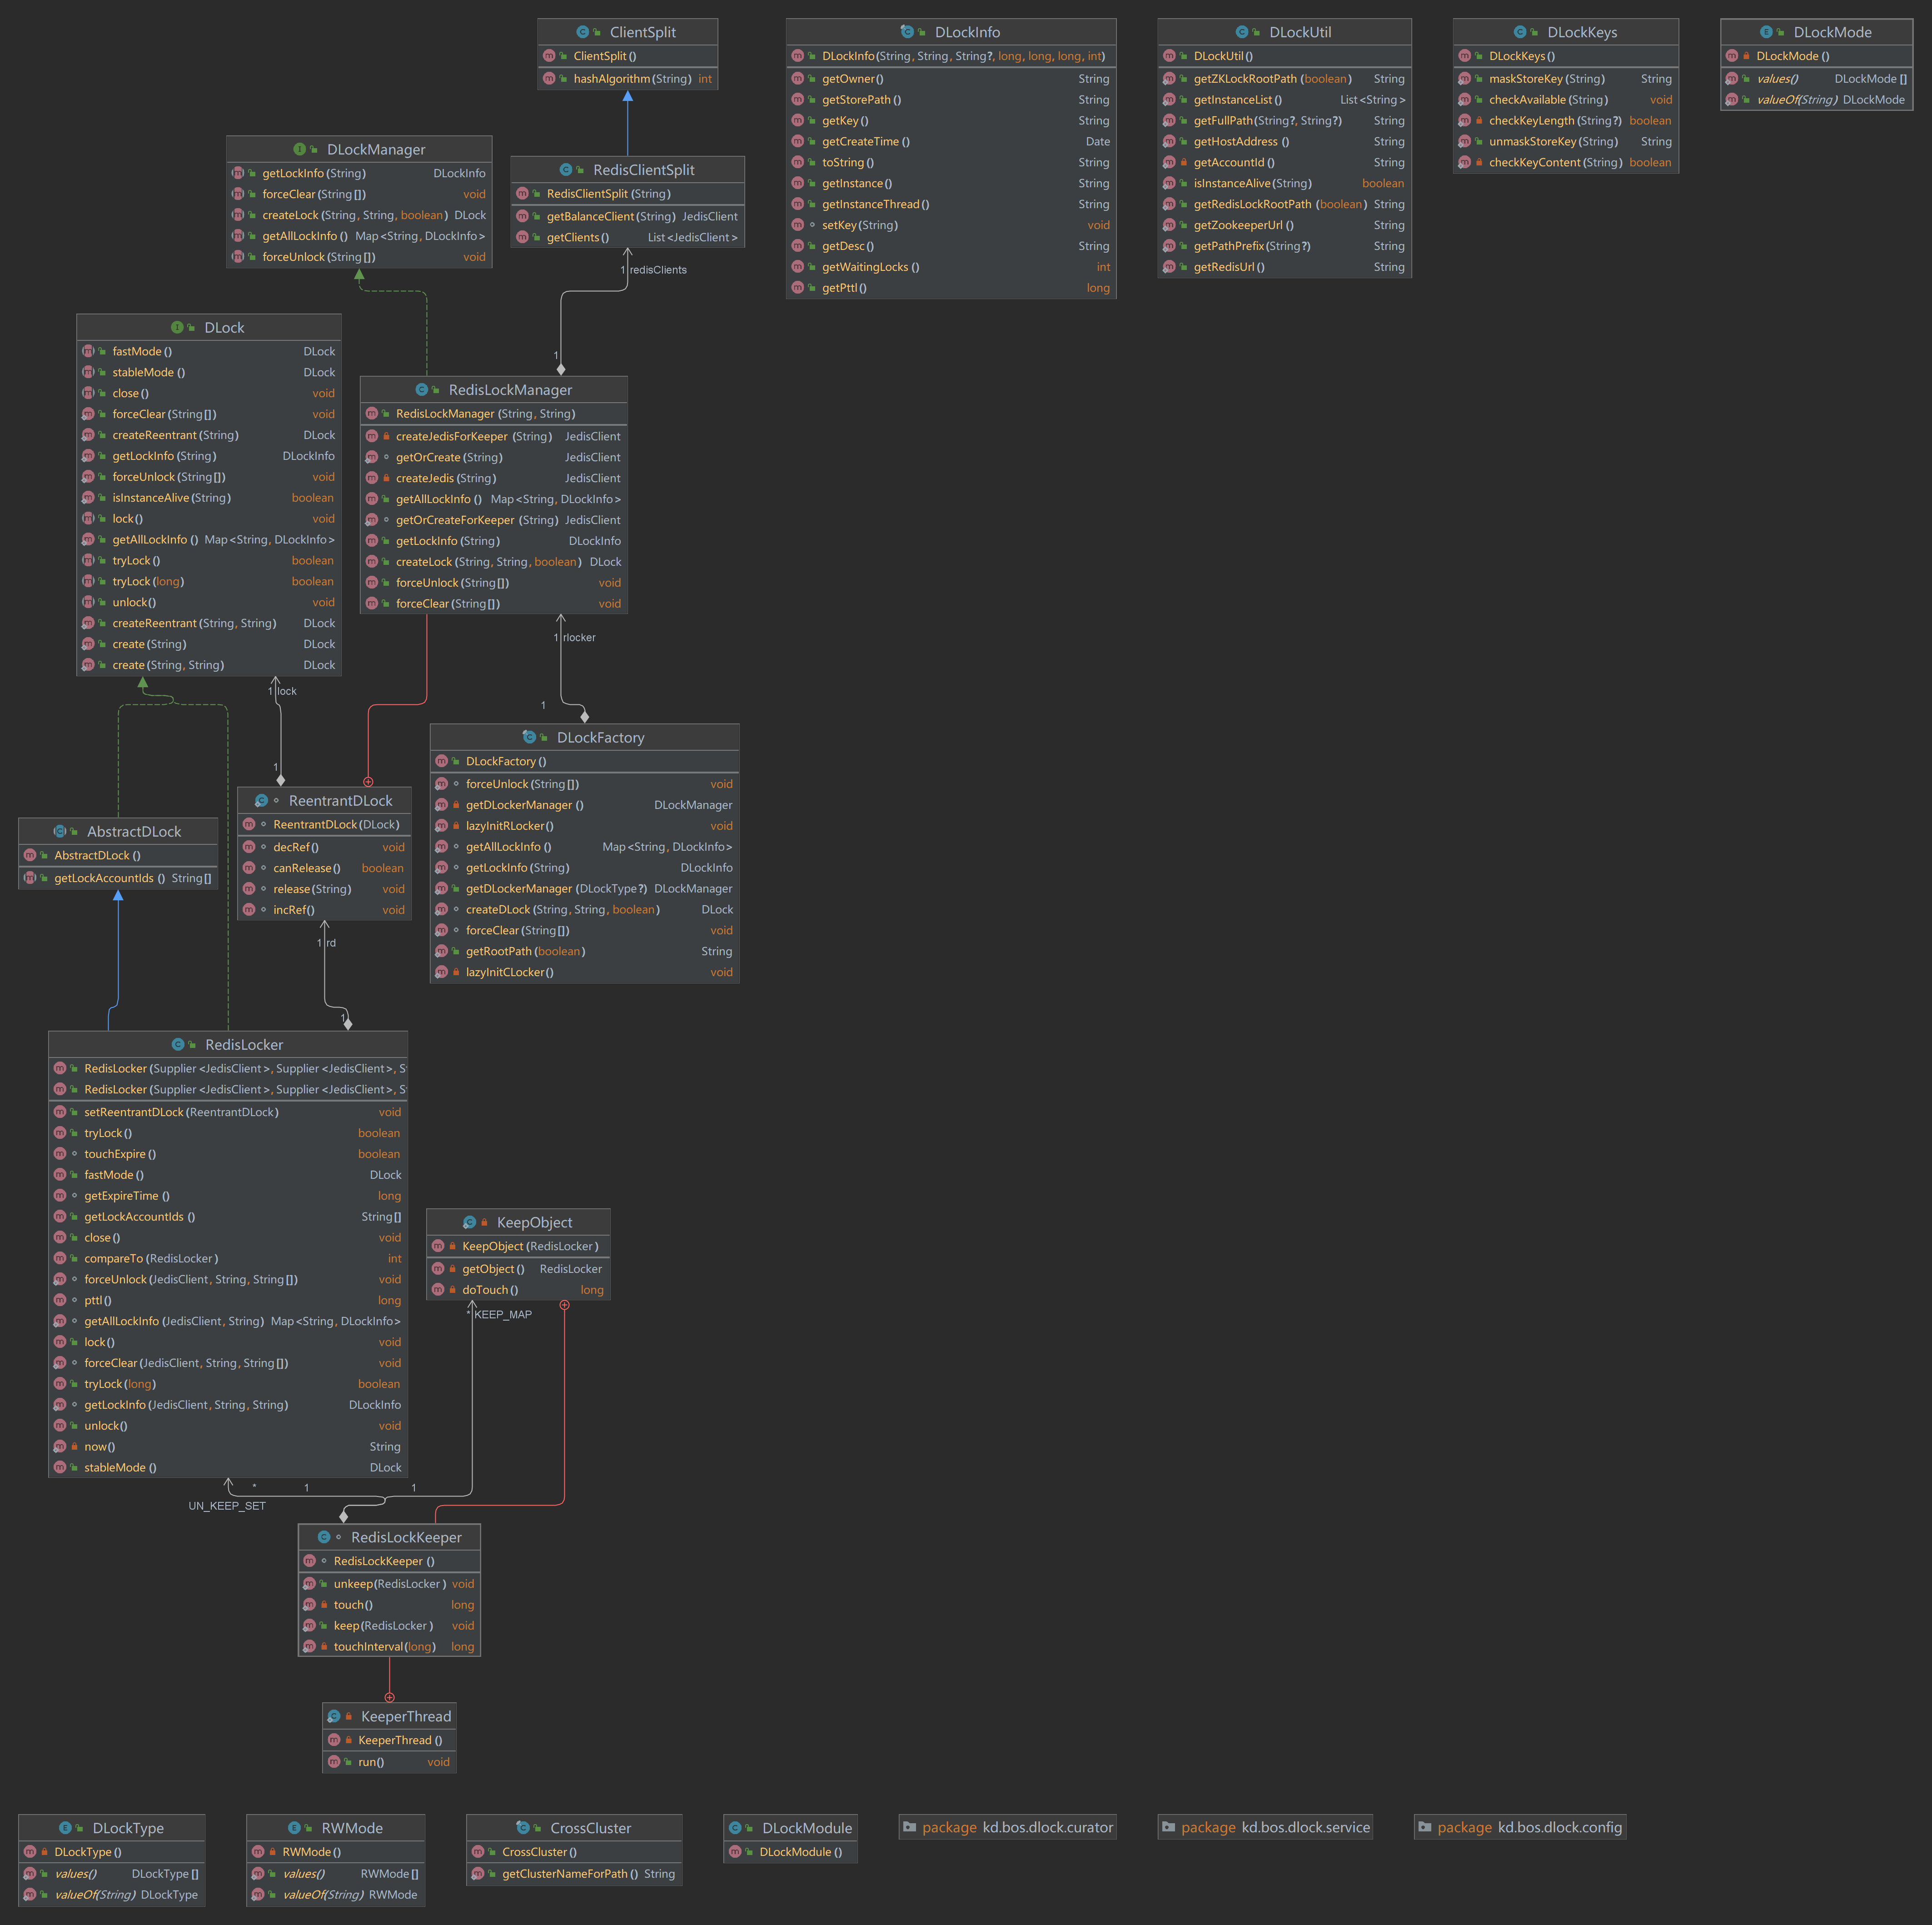 ClientSplit
ClientSplit()
hashAlgorithm(String) int
DLockInfo
DLockInfo(String, String, String?, long, long, long, int)
getOwner() String
getStorePath() String
getKey() String
getCreateTime() Date
toString() String
getInstance() String
getInstanceThread() String
setKey(String) void
getDesc() String
getWaitingLocks() int
getPttl() long
DLockUtil
DLockUtil()
getZKLockRootPath(boolean) String
getInstanceList() List<String>
getFullPath(String?, String?) String
getHostAddress() String
getAccountId() String
isInstanceAlive(String) boolean
getRedisLockRootPath(boolean) String
getZookeeperUrl() String
getPathPrefix(String?) String
getRedisUrl() String
DLockKeys
DLockKeys()
maskStoreKey(String) String
checkAvailable(String) void
checkKeyLength(String?) boolean
unmaskStoreKey(String) String
checkKeyContent(String) boolean
DLockMode
DLockMode()
values() DLockMode[]
valueOf(String) DLockMode
DLockManager
getLockInfo(String) DLockInfo
forceClear(String[]) void
createLock(String, String, boolean) DLock
getAllLockInfo() Map<String, DLockInfo>
forceUnlock(String[]) void
RedisClientSplit
RedisClientSplit(String)
getBalanceClient(String) JedisClient
getClients() List<JedisClient>
1 redisClients
1
DLock
fastMode() DLock
stableMode() DLock
close() void
forceClear(String[]) void
createReentrant(String) DLock
getLockInfo(String) DLockInfo
forceUnlock(String[]) void
isInstanceAlive(String) boolean
lock() void
getAllLockInfo() Map<String, DLockInfo>
tryLock() boolean
tryLock(long) boolean
unlock() void
createReentrant(String, String) DLock
create(String) DLock
create(String, String) DLock
RedisLockManager
RedisLockManager(String, String)
createJedisForKeeper(String) JedisClient
getOrCreate(String) JedisClient
createJedis(String) JedisClient
getAllLockInfo() Map<String, DLockInfo>
getOrCreateForKeeper(String) JedisClient
getLockInfo(String) DLockInfo
createLock(String, String, boolean) DLock
forceUnlock(String[]) void
forceClear(String[]) void
1 rlocker
1
1 lock
1
DLockFactory
DLockFactory()
forceUnlock(String[]) void
getDLockerManager() DLockManager
lazyInitRLocker() void
getAllLockInfo() Map<String, DLockInfo>
getLockInfo(String) DLockInfo
getDLockerManager(DLockType?) DLockManager
createDLock(String, String, boolean) DLock
forceClear(String[]) void
getRootPath(boolean) String
lazyInitCLocker() void
ReentrantDLock
ReentrantDLock(DLock)
decRef() void
canRelease() boolean
release(String) void
incRef() void
AbstractDLock
AbstractDLock()
getLockAccountIds() String[]
1 rd
1
RedisLocker
RedisLocker(Supplier<JedisClient>, Supplier<JedisClient>, S
RedisLocker(Supplier<JedisClient>, Supplier<JedisClient>, S
setReentrantDLock(ReentrantDLock) void
tryLock() boolean
touchExpire() boolean
fastMode() DLock
getExpireTime() long
getLockAccountIds() String[]
close() void
compareTo(RedisLocker) int
forceUnlock(JedisClient, String, String[]) void
pttl() long
getAllLockInfo(JedisClient, String) Map<String, DLockInfo>
lock() void
forceClear(JedisClient, String, String[]) void
tryLock(long) boolean
getLockInfo(JedisClient, String, String) DLockInfo
unlock() void
now() String
stableMode() DLock
KeepObject
KeepObject(RedisLocker)
getObject() RedisLocker
doTouch() long
* KEEP_MAP
* 1 1
UN_KEEP_SET
RedisLockKeeper
RedisLockKeeper()
unkeep(RedisLocker) void
touch() long
keep(RedisLocker) void
touchInterval(long) long
KeeperThread
KeeperThread()
run() void
DLockType
DLockType()
values() DLockType[]
valueOf(String) DLockType
RWMode
RWMode()
values() RWMode[]
valueOf(String) RWMode
CrossCluster
CrossCluster()
getClusterNameForPath() String
DLockModule
DLockModule()
package kd.bos.dlock.curator
package kd.bos.dlock.service
package kd.bos.dlock.config